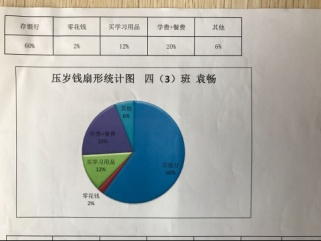 存银行 零花钱 买学习用品 学费+餐费 其他
60% 2% 12% 20% 6%
压岁钱扇形统计图 四（3）班 袁畅
其他
6%
学费+餐费
20%
买学习用品
12%
零花钱
2%
存银行
60%